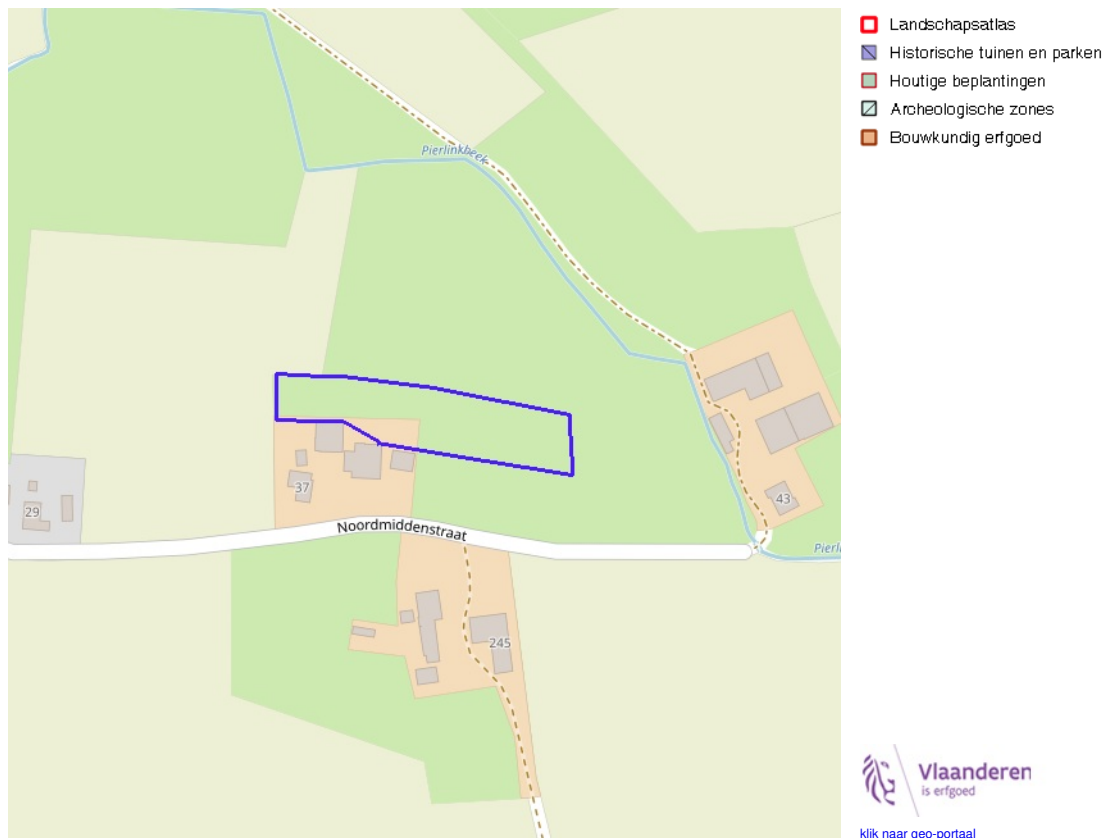 Landschapsatlas
Historische tuinen en parken
Houtige beplantingen
Archeologische zones
Bouwkundig erfgoed
Pierlinkbeek
37
29
43
Noordmiddenstraat
Pierli
245
Vlaanderen
is erfgoed
klik naar geo-portaal